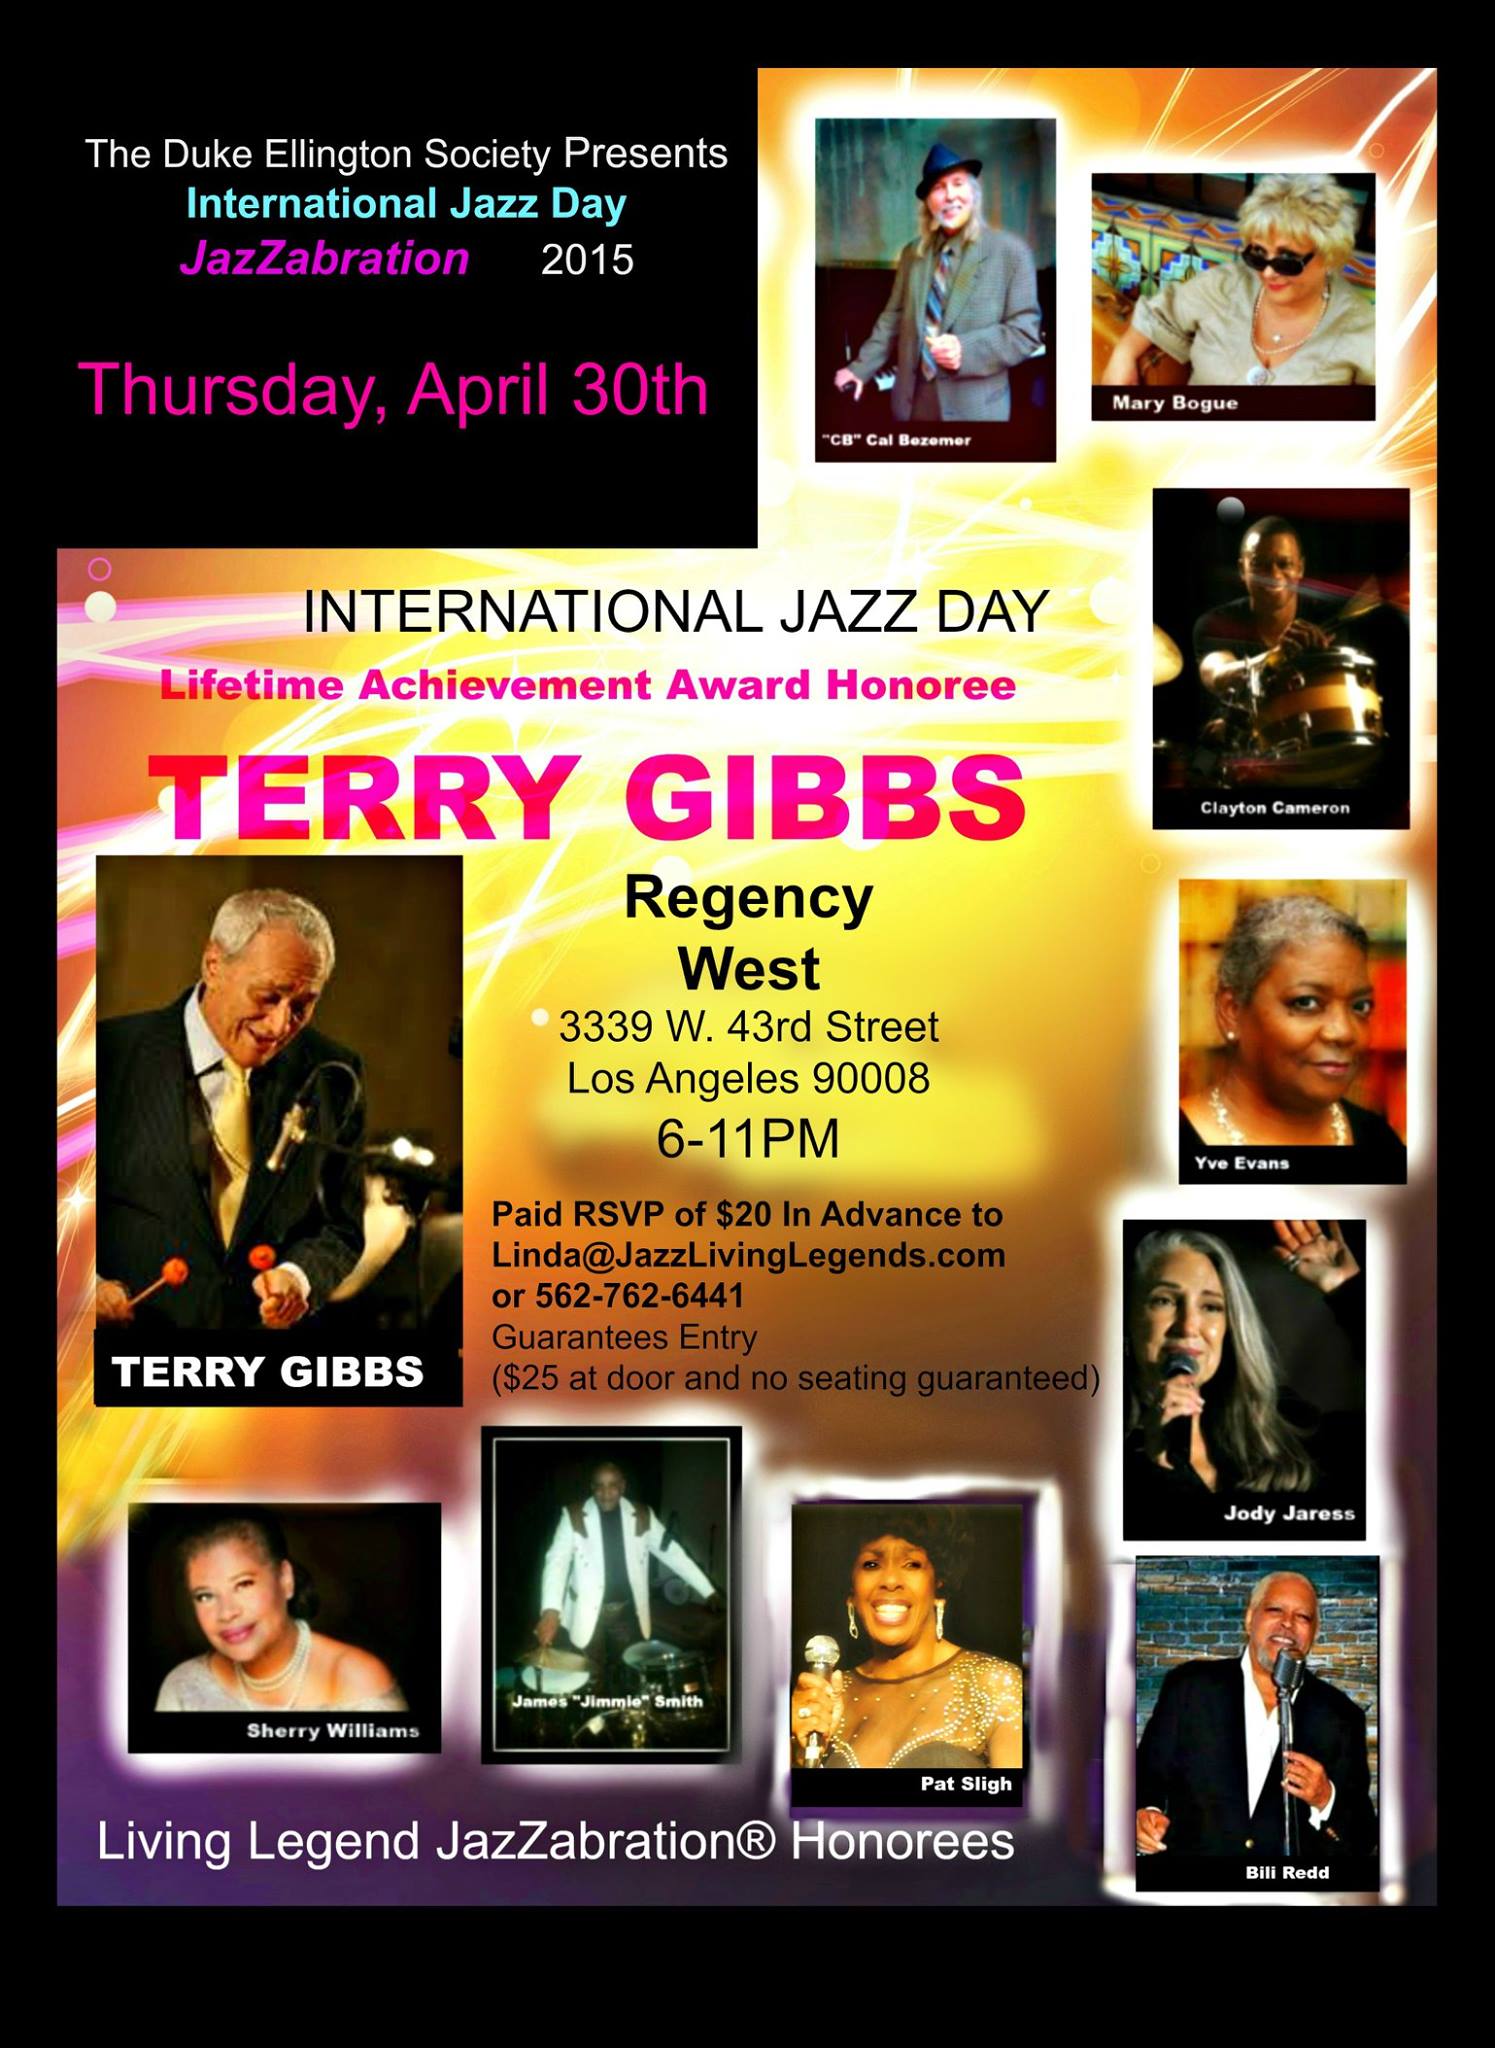 The Duke Ellington Society Presents
International Jazz Day
JazZabration 2015
Thursday, April 30th
"CB" Cal Bezemer
Mary Bogue
Clayton Cameron
INTERNATIONAL JAZZ DAY
Lifetime Achievement Award Honoree
TERRY GIBBS
Regency
West
3339 W. 43rd Street
Los Angeles 90008
6-11PM
Paid RSVP of $20 In Advance to
Linda@JazzLivingLegends.com
or 562-762-6441
Guarantees Entry
($25 at door and no seating guaranteed)
TERRY GIBBS
Yve Evans
Jody Jaress
Sherry Williams
James "Jimmie" Smith
Pat Sligh
Bili Redd
Living Legend JazZabration® Honorees